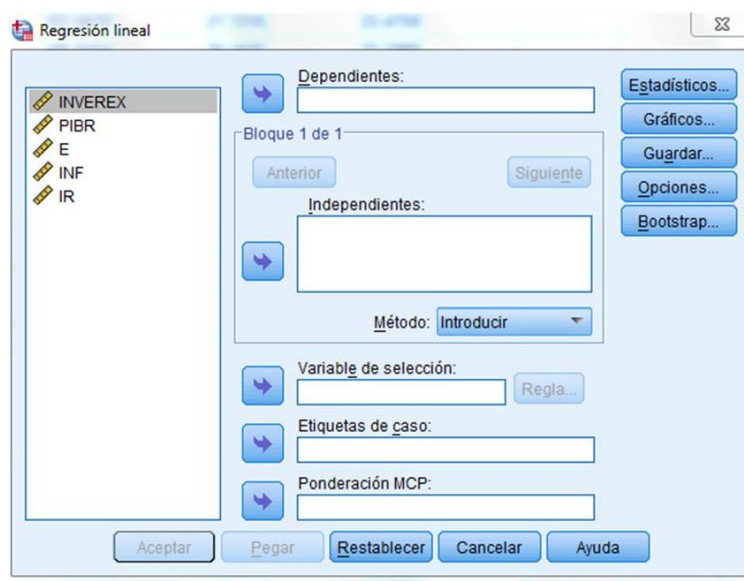 Regresión lineal
INVEREX
PIBR
E
INF
IR
Dependientes:
Bloque 1 de 1
Anterior
Siguiente
Independientes:
Método: Introducir
Variable de selección:
Regla...
Etiquetas de caso:
Ponderación MCP:
Estadísticos...
Gráficos...
Guardar...
Opciones...
Bootstrap...
Aceptar
Pegar
Restablecer
Cancelar
Ayuda